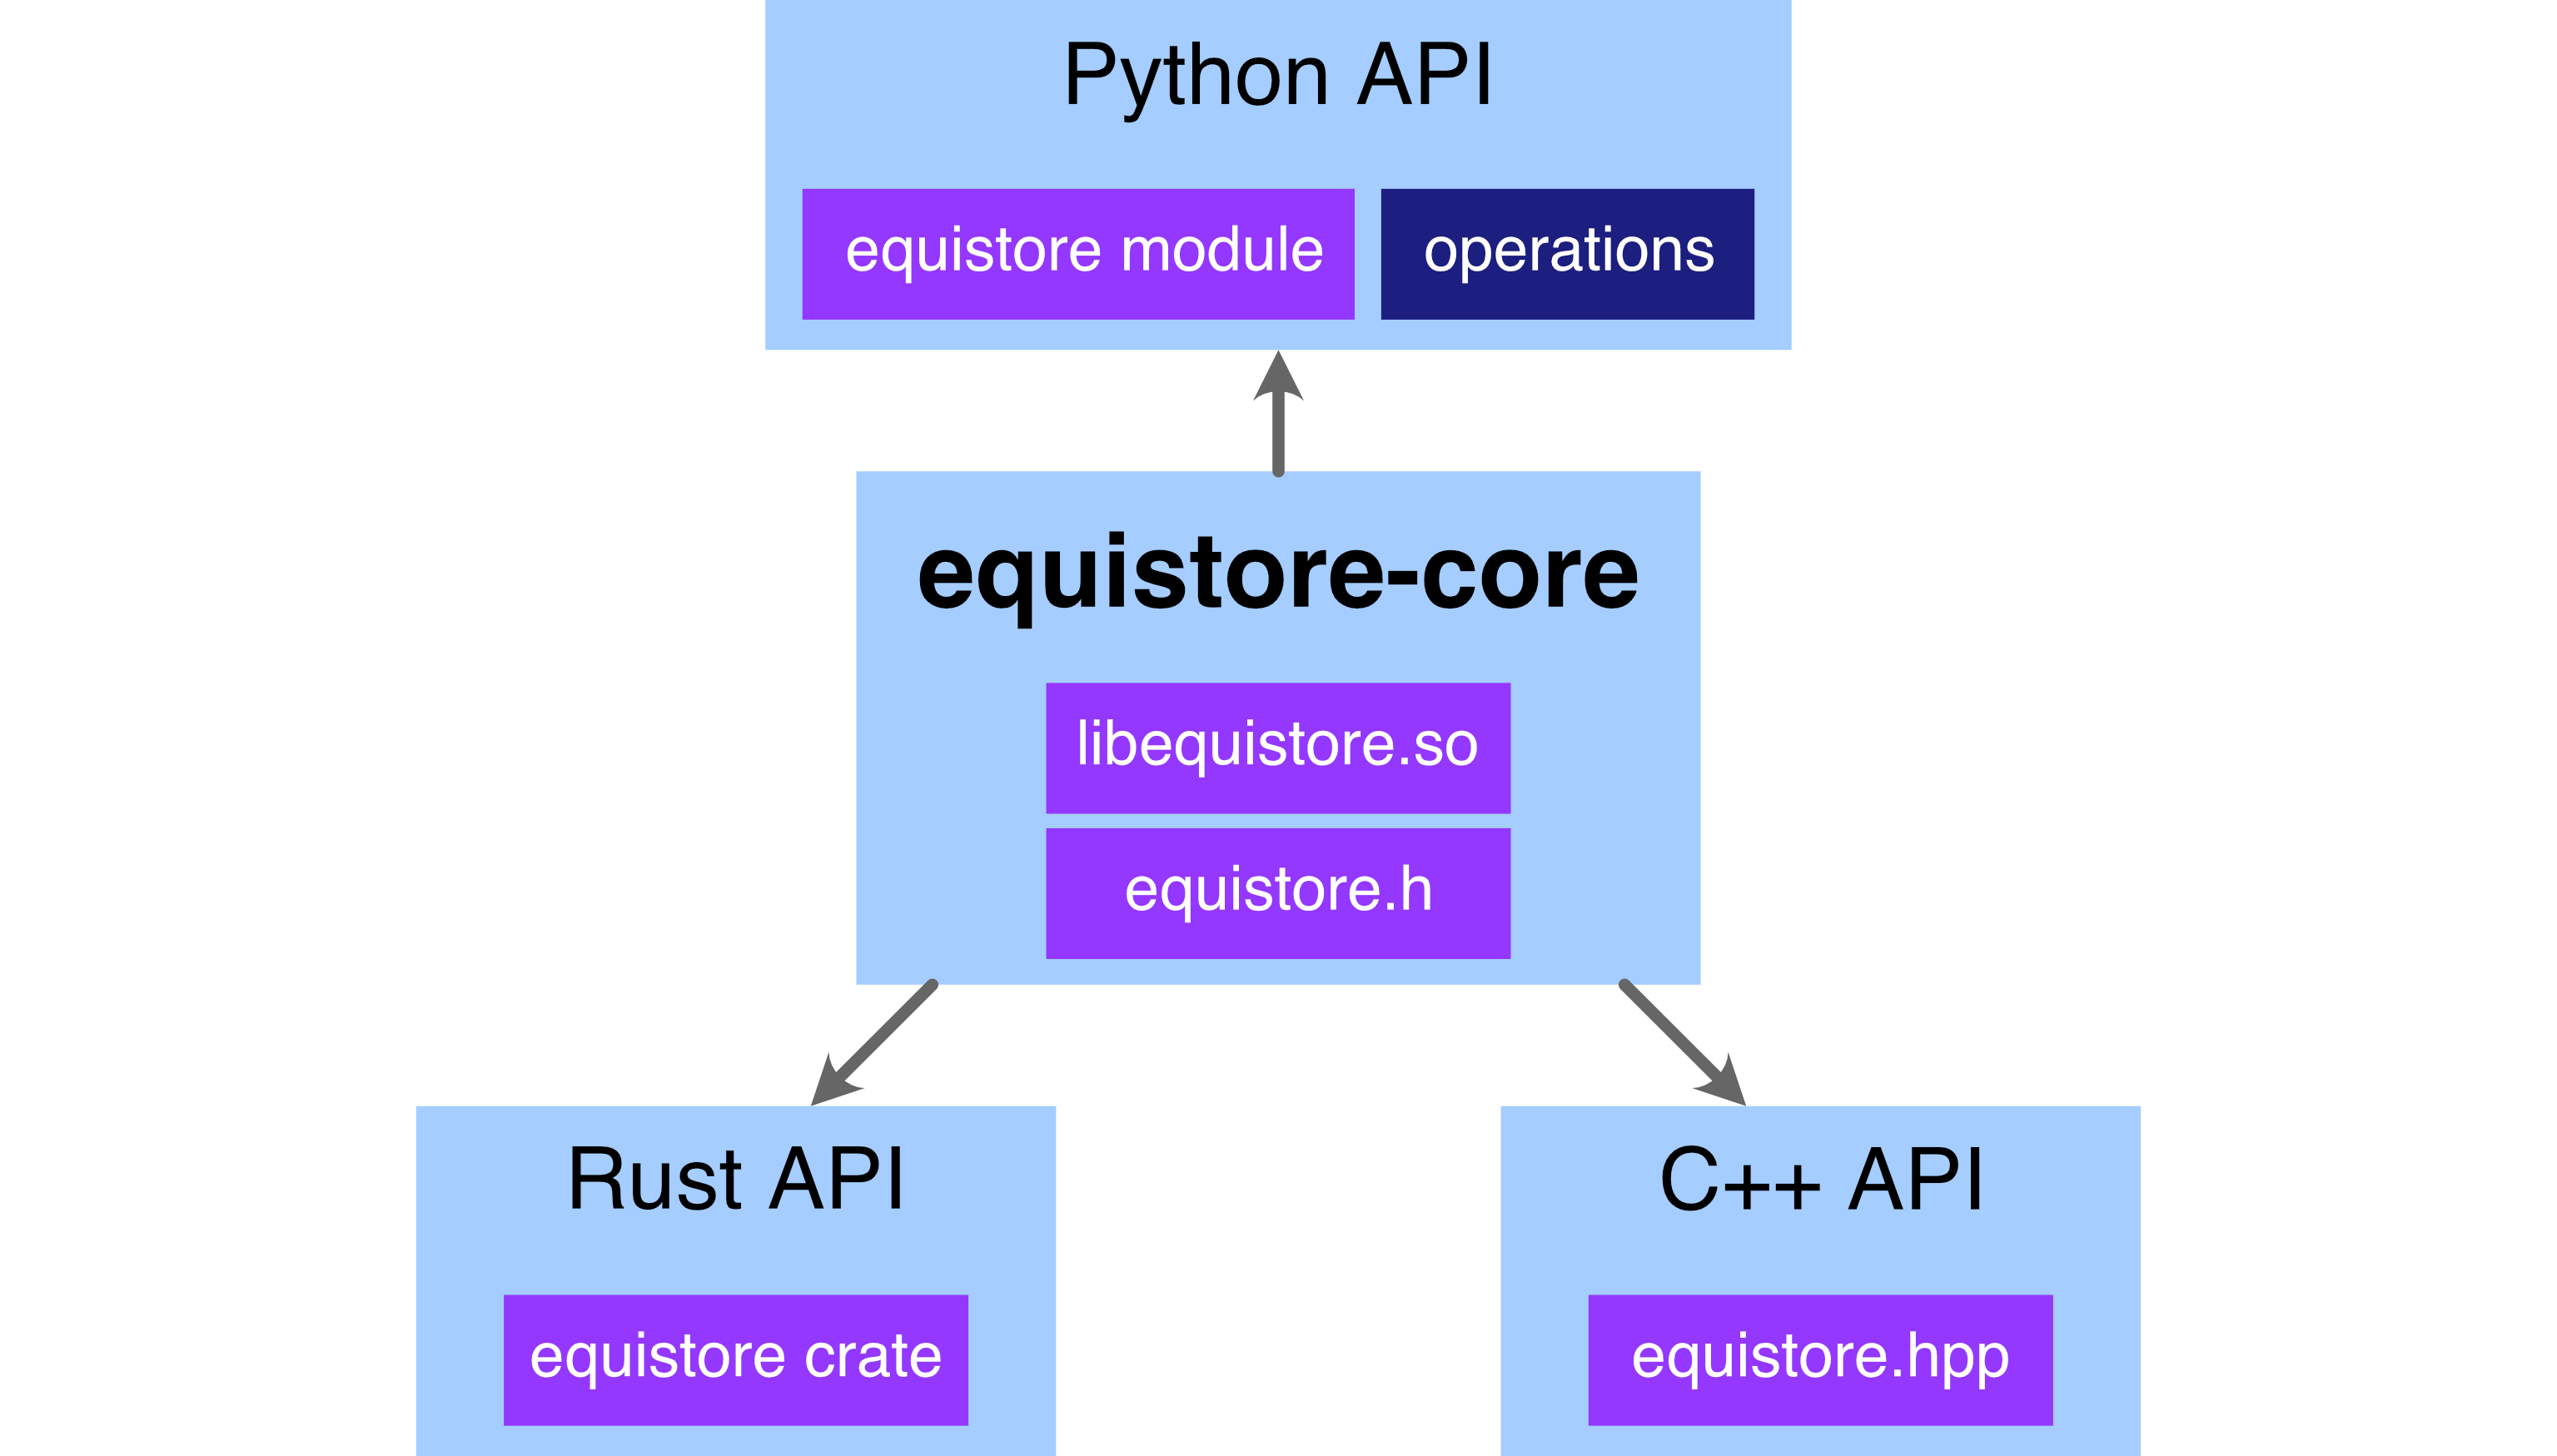 Python API
equistore module
operations
equistore-core
libequistore.so
equistore.h
Rust API
equistore crate
C++ API
equistore.hpp